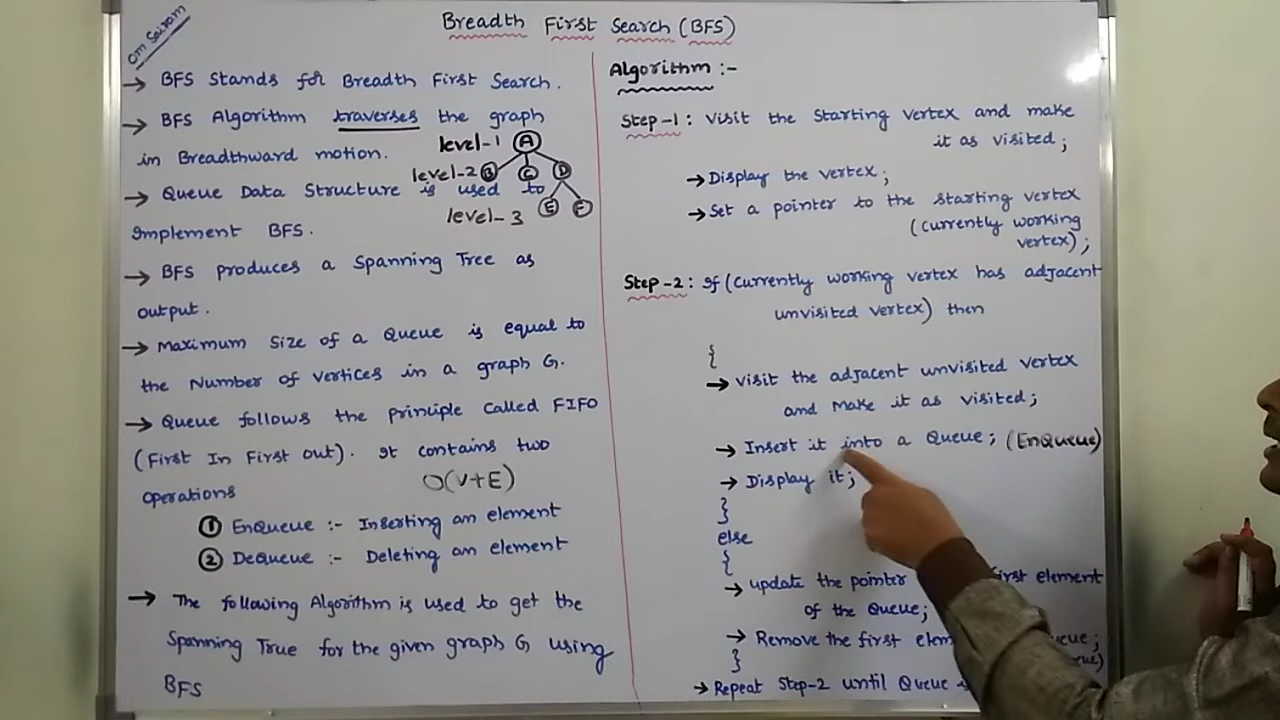 Om Sairam
Breadth First Search (BFS)
→ BFS Stands for Breadth First Search.
→ BFS Algorithm traverses the graph
in Breadthward motion.
level-1 A
level-2 B C D
→ Queue Data Structure is used to
level-3 E F
Implement BFS.
→ BFS produces a Spanning Tree as
output.
→ Maximum Size of a Queue is equal to
the Number of vertices in a graph G.
→ Queue follows the principle called FIFO
(First In First out). It contains two
operations
O(V+E)
① EnQueue :- Inserting an element
② DeQueue :- Deleting an element
→ The following Algorithm is used to get the
Spanning True for the given graph G using
BFS
Algorithm :-
Step-1 : Visit the Starting vertex and make
it as visited ;
→ Display the vertex ;
→ Set a pointer to the starting vertex
(currently working
vertex) ;
Step-2 : If (currently working vertex has adjacent
unvisited vertex) then
{
→ visit the adjacent unvisited vertex
and make it as visited ;
→ Insert it into a Queue ; (EnQueue)
→ Display it ;
}
else
{
→ update the pointer first element
of the Queue ;
→ Remove the first
}
→ Repeat Step-2 until Queue